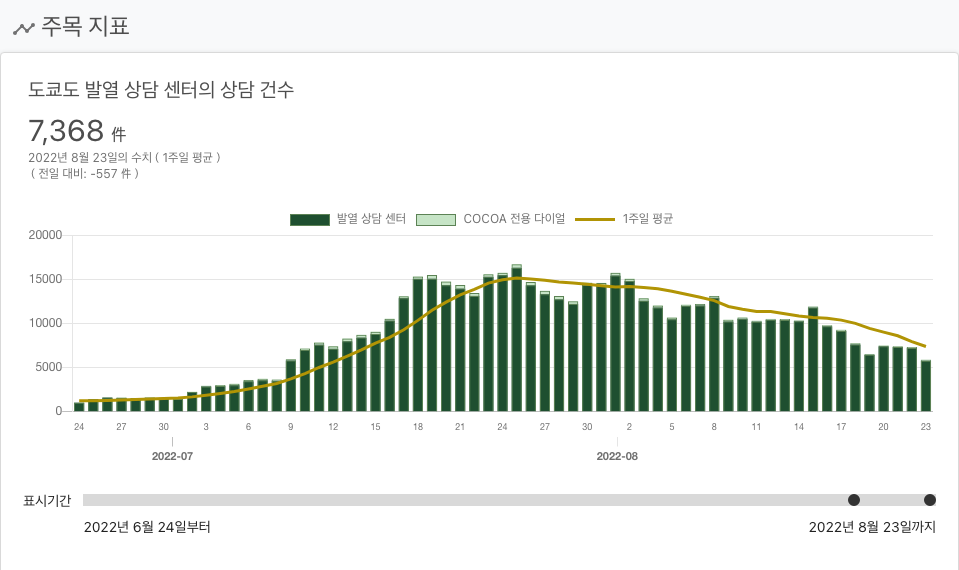 주목 지표
도쿄도 발열 상담 센터의 상담 건수
7,368 件
2022년 8월 23일의 수치 ( 1주일 평균 )
( 전일 대비: -557 件 )
발열 상담 센터 COCOA 전용 다이얼 1주일 평균
20000
15000
10000
5000
0
24 27 30 3 6 9 12 15 18 21 24 27 30 2 5 8 11 14 17 20 23
2022-07 2022-08
표시기간
2022년 6월 24일부터 2022년 8월 23일까지